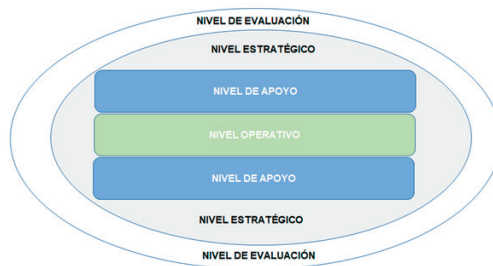 NIVEL DE EVALUACIÓN
NIVEL ESTRATÉGICO
NIVEL DE APOYO
NIVEL OPERATIVO
NIVEL DE APOYO
NIVEL ESTRATÉGICO
NIVEL DE EVALUACIÓN